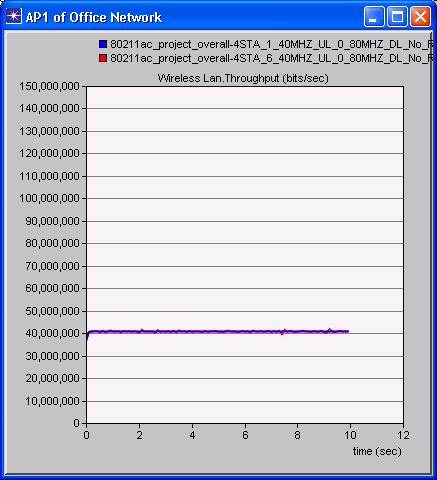 AP1 of Office Network
80211ac_project_overall-4STA_1_40MHZ_UL_0_80MHZ_DL_No_R
80211ac_project_overall-4STA_6_40MHZ_UL_0_80MHZ_DL_No_R
Wireless Lan.Throughput (bits/sec)
150,000,000
140,000,000
130,000,000
120,000,000
110,000,000
100,000,000
90,000,000
80,000,000
70,000,000
60,000,000
50,000,000
40,000,000
30,000,000
20,000,000
10,000,000
0
0 2 4 6 8 10 12
time (sec)